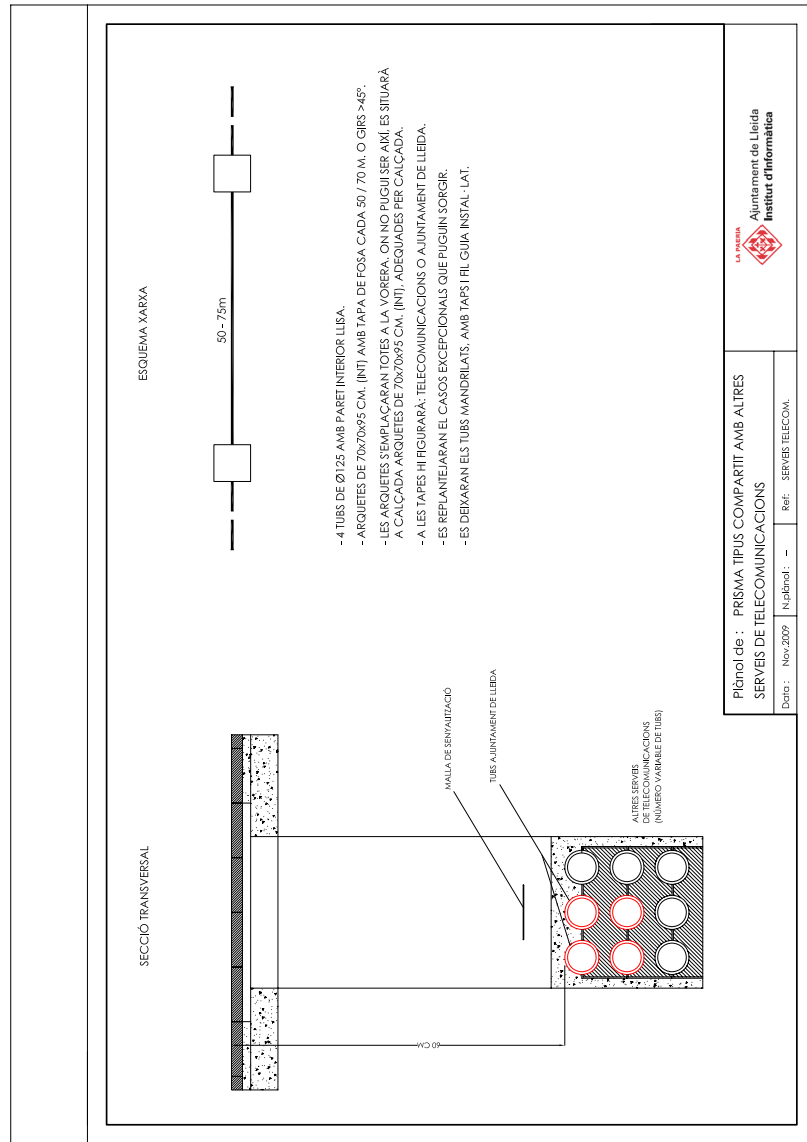 SECCIÓ TRANSVERSAL
60 CM
MALLA DE SENYALITZACIÓ
TUBS AJUNTAMENT DE LLEIDA
ALTRES SERVEIS
DE TELECOMUNICACIONS
(NÚMERO VARIABLE DE TUBS)
ESQUEMA XARXA
50 - 75m
- 4 TUBS DE Ø125 AMB PARET INTERIOR LLISA.
- ARQUETES DE 70x70x95 CM. (INT) AMB TAPA DE FOSA CADA 50 / 70 M. O GIRS >45º.
- LES ARQUETES S'EMPLAÇARAN TOTES A LA VORERA. ON NO PUGUI SER AIXÍ, ES SITUARÀ
A CALÇADA ARQUETES DE 70x70x95 CM. (INT), ADEQUADES PER CALÇADA.
- A LES TAPES HI FIGURARÀ: TELECOMUNICACIONS O AJUNTAMENT DE LLEIDA.
- ES REPLANTEJARAN EL CASOS EXCEPCIONALS QUE PUGUIN SORGIR.
- ES DEIXARAN ELS TUBS MANDRILATS, AMB TAPS I FIL GUIA INSTAL·LAT.
Plànol de : PRISMA TIPUS COMPARTIT AMB ALTRES
SERVEIS DE TELECOMUNICACIONS
Data : Nov.2009 N.plànol : - Ref: SERVEIS TELECOM.
LA PAERIA
Ajuntament de Lleida
Institut d'Informàtica